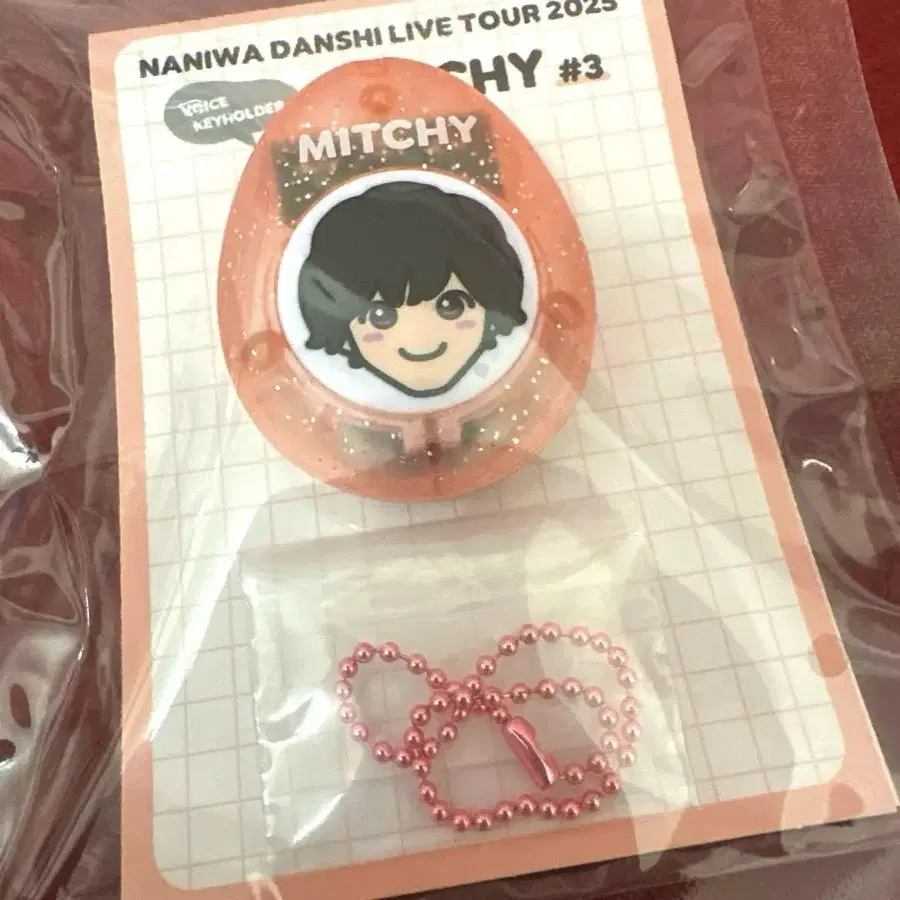 NANIWA DANSHI LIVE TOUR 2025
CHY #3
VOICE
KEYHOLDER
MITCHY